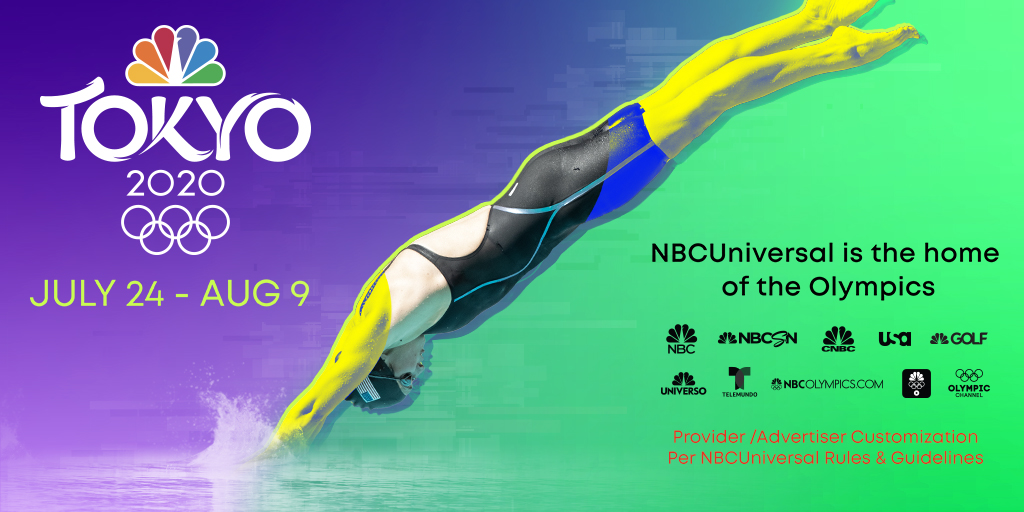 TOKYO
2020
JULY 24 - AUG 9
NBCUniversal is the home
of the Olympics
NBC NBCSN CNBC usa GOLF
UNIVERSO TELEMUNDO NBCOLYMPICS.COM OLYMPIC
CHANNEL
Provider /Advertiser Customization
Per NBCUniversal Rules & Guidelines